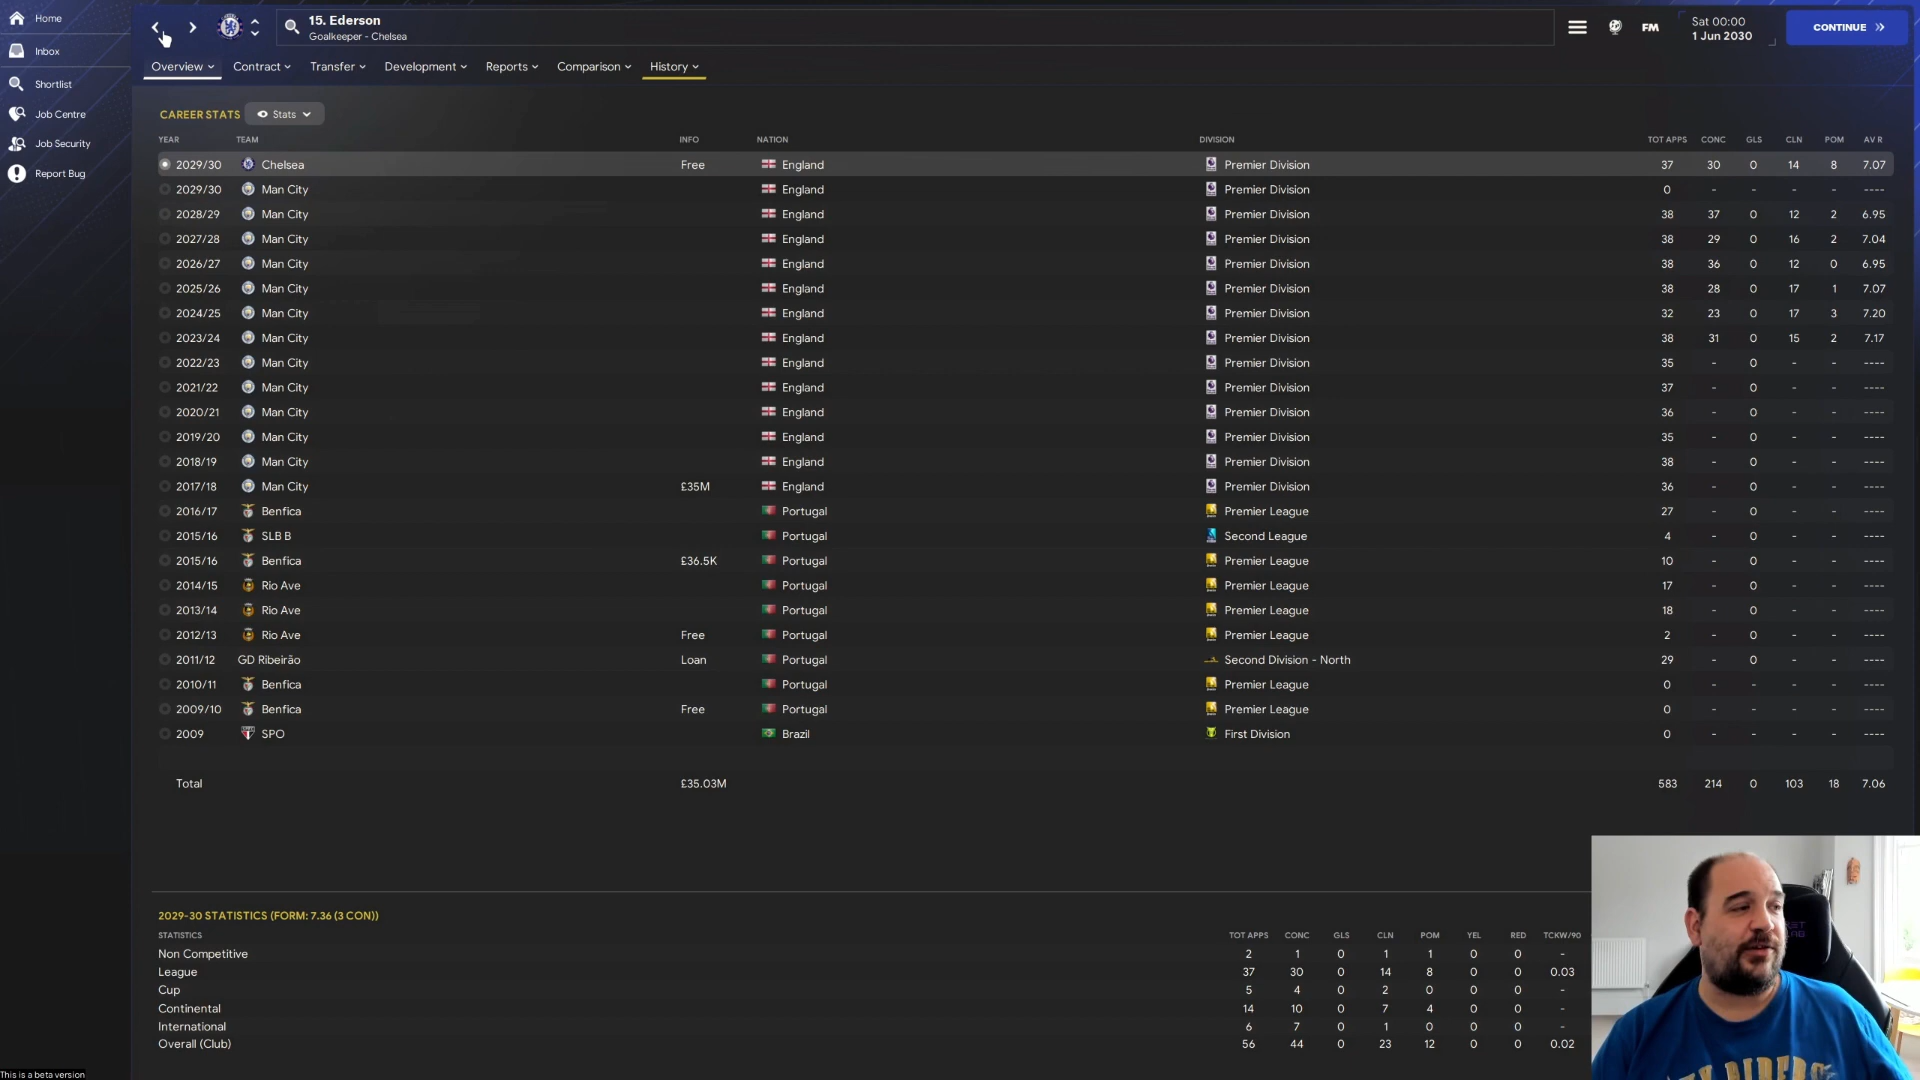 Home
Inbox
Shortlist
Job Centre
Job Security
Report Bug
15. Ederson
Goalkeeper - Chelsea
FM
Sat 00:00
1 Jun 2030
CONTINUE
Overview Contract Transfer Development Reports Comparison History
CAREER STATS Stats
YEAR TEAM INFO NATION DIVISION TOT APPS CONC GLS CLN POM AV R
2029/30 Chelsea Free England Premier Division 37 30 0 14 8 7.07
2029/30 Man City England Premier Division 0 - - - - ----
2028/29 Man City England Premier Division 38 37 0 12 2 6.95
2027/28 Man City England Premier Division 38 29 0 16 2 7.04
2026/27 Man City England Premier Division 38 36 0 12 0 6.95
2025/26 Man City England Premier Division 38 28 0 17 1 7.07
2024/25 Man City England Premier Division 32 23 0 17 3 7.20
2023/24 Man City England Premier Division 38 31 0 15 2 7.17
2022/23 Man City England Premier Division 35 - 0 - - ----
2021/22 Man City England Premier Division 37 - 0 - - ----
2020/21 Man City England Premier Division 36 - 0 - - ----
2019/20 Man City England Premier Division 35 - 0 - - ----
2018/19 Man City England Premier Division 38 - 0 - - ----
2017/18 Man City £35M England Premier Division 36 - 0 - - ----
2016/17 Benfica Portugal Premier League 27 - 0 - - ----
2015/16 SLB B Portugal Second League 4 - 0 - - ----
2015/16 Benfica £36.5K Portugal Premier League 10 - 0 - - ----
2014/15 Rio Ave Portugal Premier League 17 - 0 - - ----
2013/14 Rio Ave Portugal Premier League 18 - 0 - - ----
2012/13 Rio Ave Free Portugal Premier League 2 - 0 - - ----
2011/12 GD Ribeirão Loan Portugal Second Division - North 29 - 0 - - ----
2010/11 Benfica Portugal Premier League 0 - 0 - - ----
2009/10 Benfica Free Portugal Premier League 0 - 0 - - ----
2009 SPO Brazil First Division 0 - 0 - - ----
Total £35.03M 583 214 0 103 18 7.06
2029-30 STATISTICS (FORM: 7.36 (3 CON))
STATISTICS TOT APPS CONC GLS CLN POM YEL RED TCKW/90
Non Competitive 2 1 0 1 1 0 0 -
League 37 30 0 14 8 0 0 0.03
Cup 5 4 0 2 0 0 0 -
Continental 14 10 0 7 4 0 0 -
International 6 7 0 1 0 0 0 -
Overall (Club) 56 44 0 23 12 0 0 0.02
This is a beta version